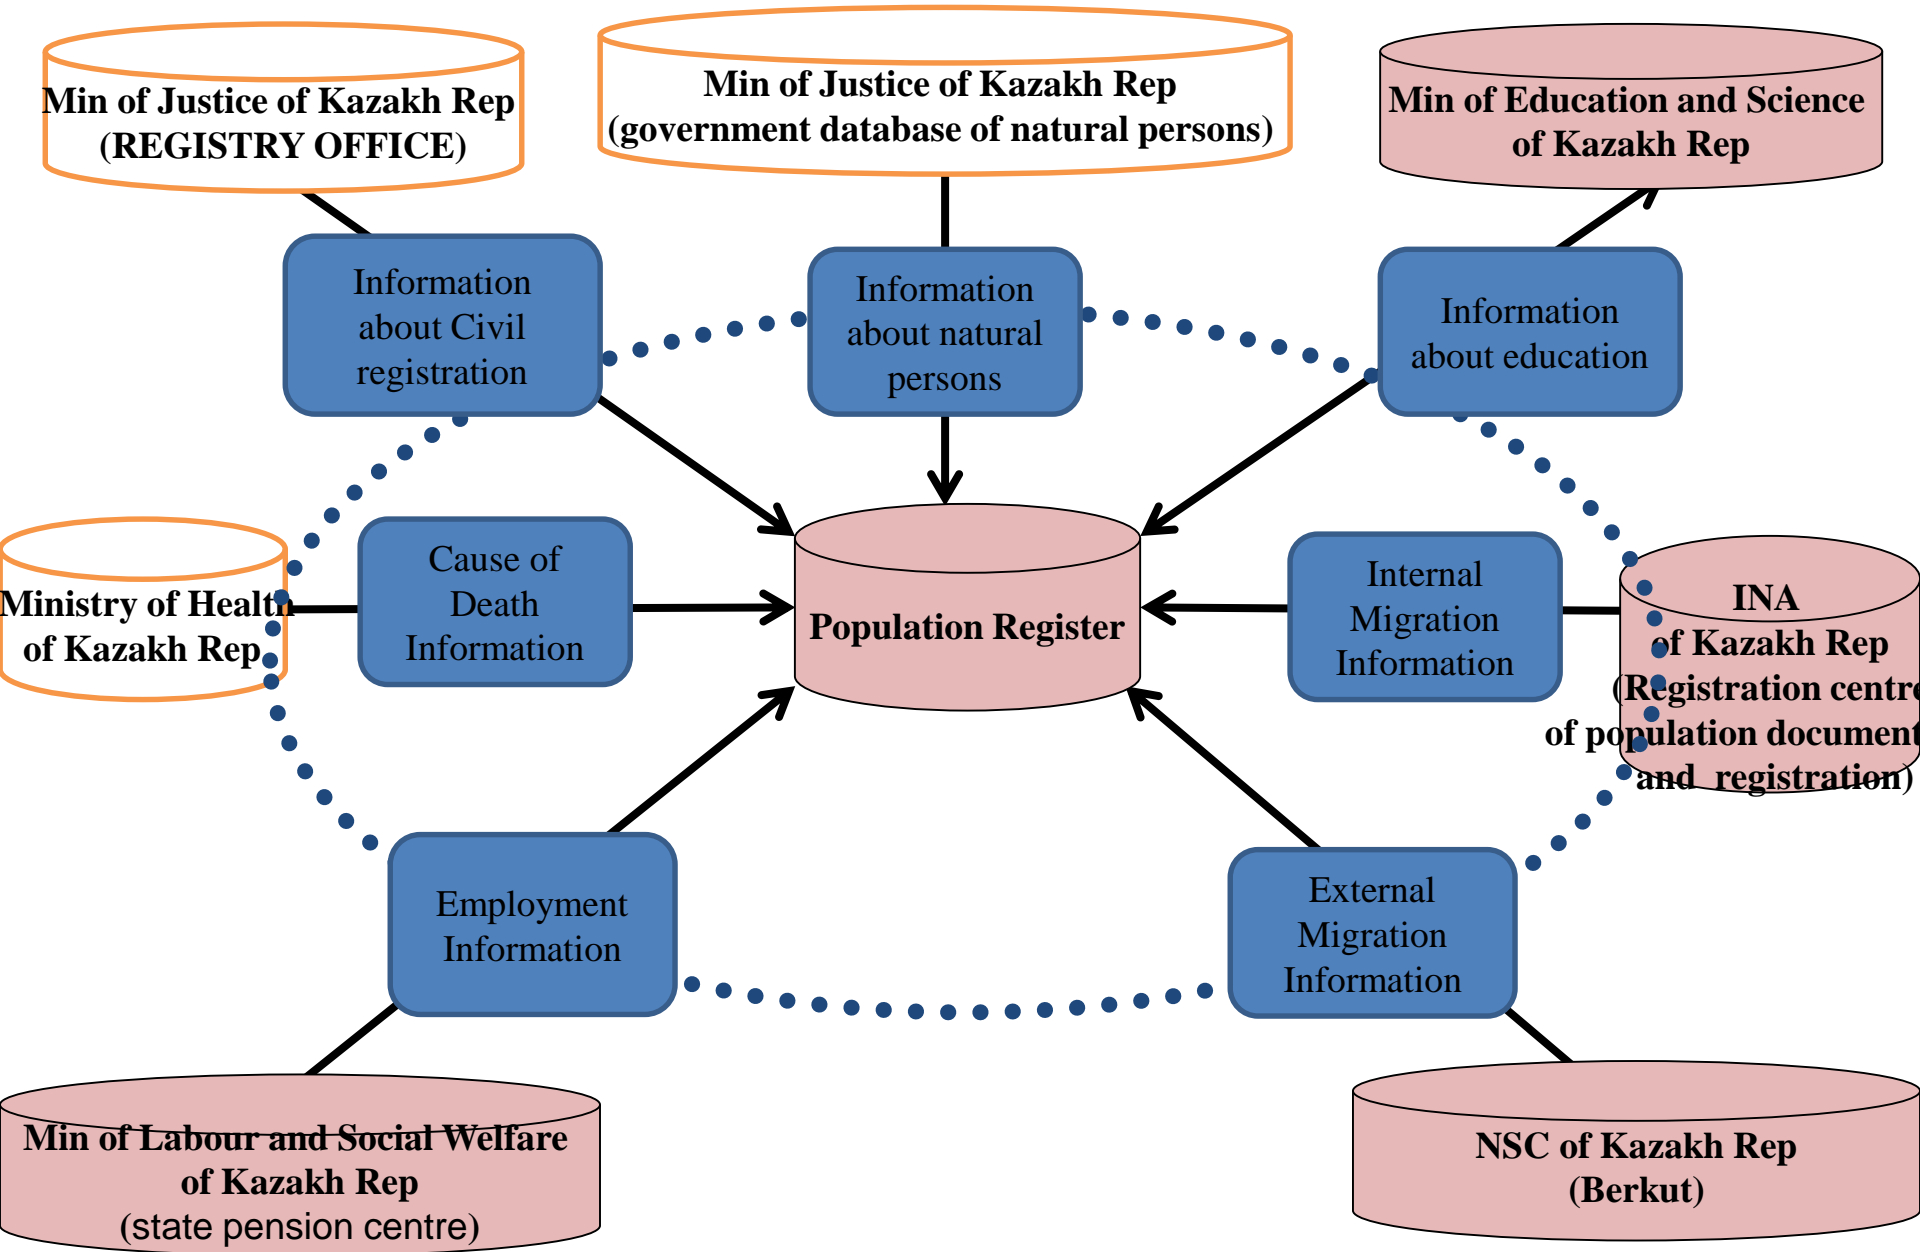 Min of Justice of Kazakh Rep
(REGISTRY OFFICE)
Min of Justice of Kazakh Rep
(government database of natural persons)
Min of Education and Science
of Kazakh Rep
Information
about Civil
registration
Information
about natural
persons
Information
about education
Ministry of Health
of Kazakh Rep
Cause of
Death
Information
Population Register
Internal
Migration
Information
INA
of Kazakh Rep
(Registration centre
of population document
and registration)
Employment
Information
External
Migration
Information
Min of Labour and Social Welfare
of Kazakh Rep
(state pension centre)
NSC of Kazakh Rep
(Berkut)